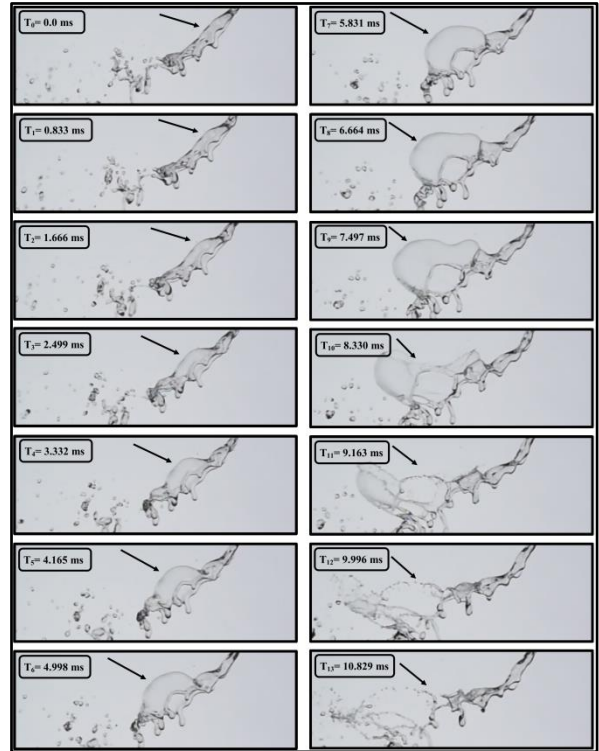 T₀= 0.0 ms
T₁= 0.833 ms
T₂= 1.666 ms
T₃= 2.499 ms
T₄= 3.332 ms
T₅= 4.165 ms
T₆= 4.998 ms
T₇= 5.831 ms
T₈= 6.664 ms
T₉= 7.497 ms
T₁₀= 8.330 ms
T₁₁= 9.163 ms
T₁₂= 9.996 ms
T₁₃= 10.829 ms